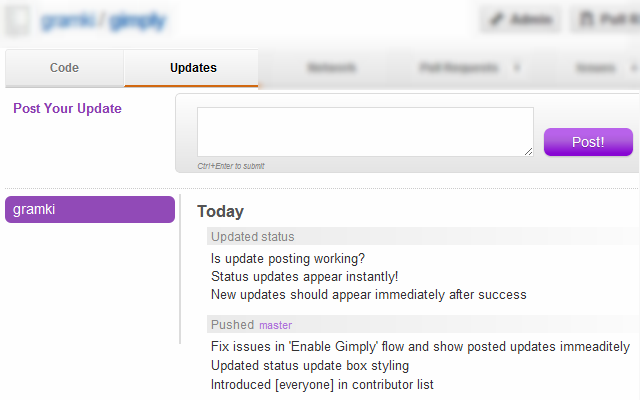 gramki / gimply
Admin
Code
Updates
Network
Pull Requests
Issues
Post Your Update
Post!
Ctrl+Enter to submit
gramki
Today
Updated status
Is update posting working?
Status updates appear instantly!
New updates should appear immediately after success
Pushed master
Fix issues in 'Enable Gimply' flow and show posted updates immeaditely
Updated status update box styling
Introduced [everyone] in contributor list